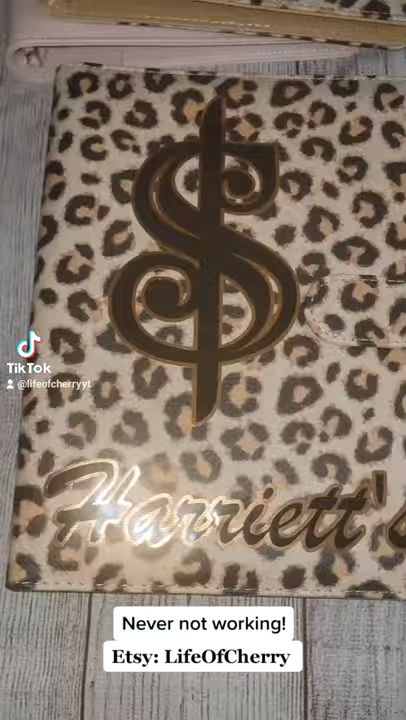 $
Harriett's
TikTok
@lifeofcherryyt
Never not working!
Etsy: LifeOfCherry